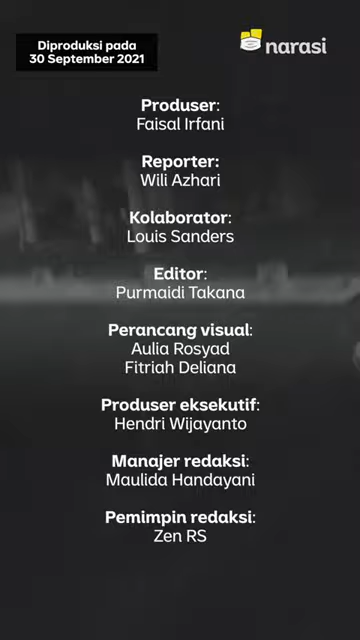 Diproduksi pada
30 September 2021
narasi
Produser:
Faisal Irfani
Reporter:
Wili Azhari
Kolaborator:
Louis Sanders
Editor:
Purmaidi Takana
Perancang visual:
Aulia Rosyad
Fitriah Deliana
Produser eksekutif:
Hendri Wijayanto
Manajer redaksi:
Maulida Handayani
Pemimpin redaksi:
Zen RS